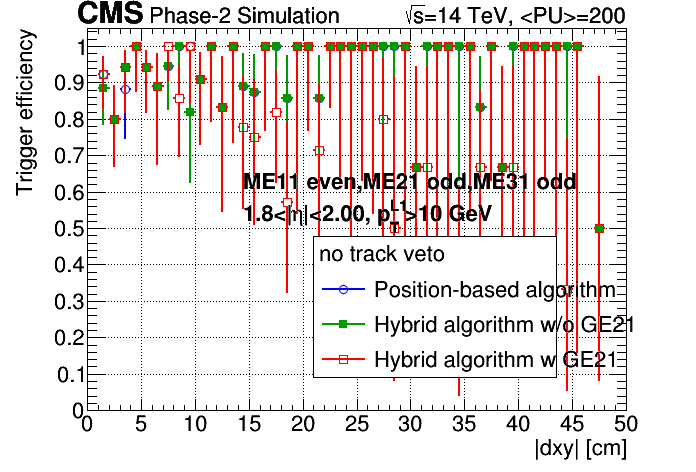 CMS Phase-2 Simulation √s=14 TeV, <PU>=200
Trigger efficiency
1
0.9
0.8
0.7
0.6
0.5
0.4
0.3
0.2
0.1
0
ME11 even,ME21 odd,ME31 odd
1.8<|η|<2.00, p_T^L1>10 GeV
no track veto
Position-based algorithm
Hybrid algorithm w/o GE21
Hybrid algorithm w GE21
0 5 10 15 20 25 30 35 40 45 50
|dxy| [cm]